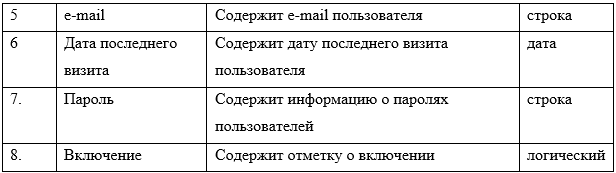 5 e-mail Содержит e-mail пользователя строка
6 Дата последнего Содержит дату последнего визита дата
визита пользователя
7. Пароль Содержит информацию о паролях строка
пользователей
8. Включение Содержит отметку о включении логический